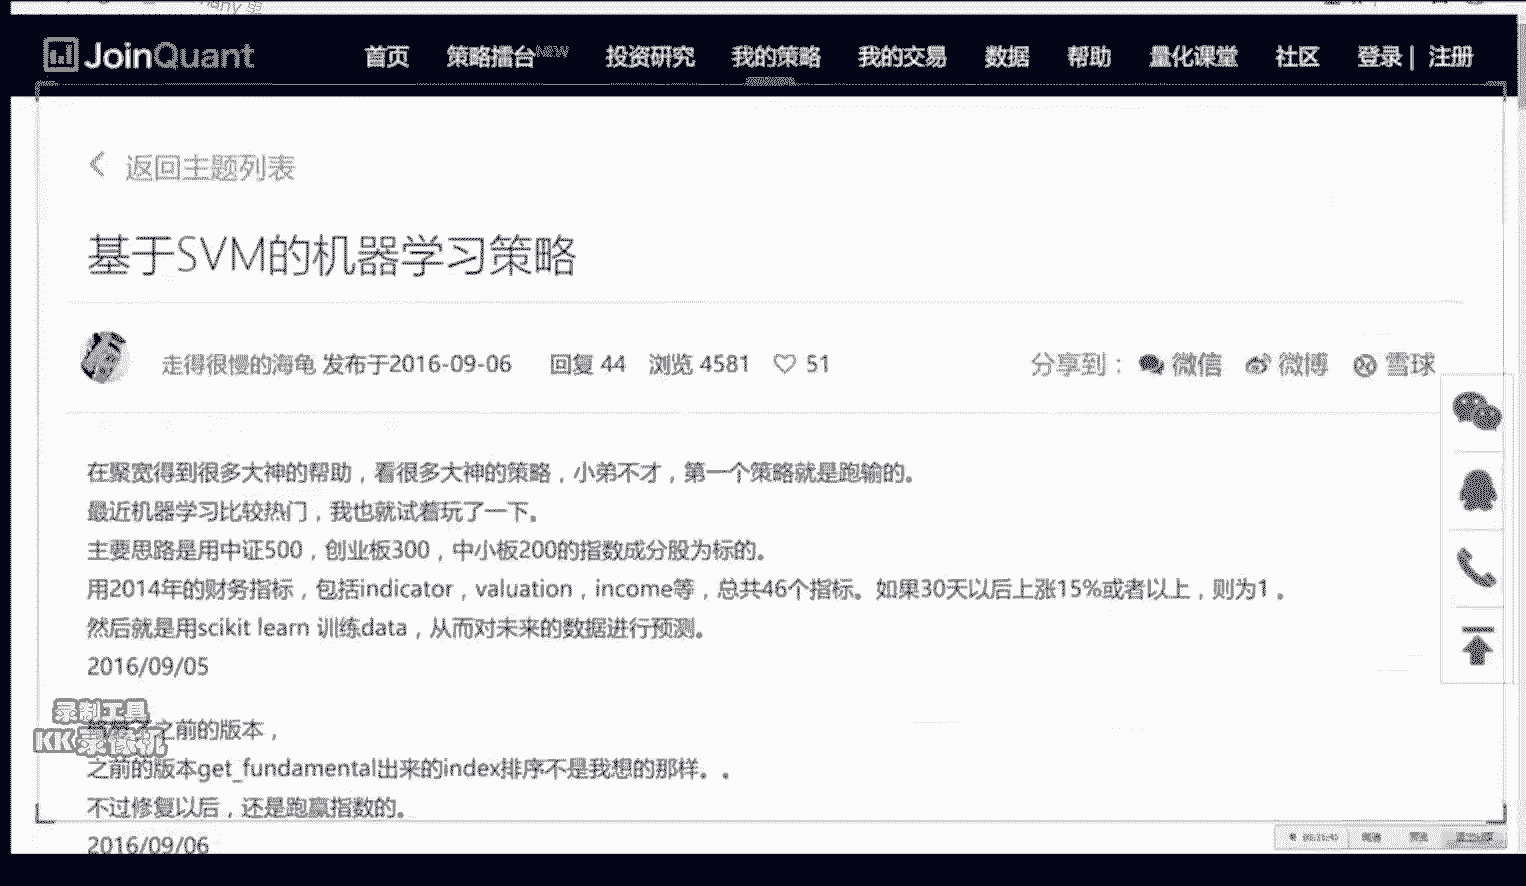 JoinQuant 首页 策略擂台NEW 投资研究 我的策略 我的交易 数据 帮助 量化课堂 社区 登录 | 注册
返回主题列表
基于SVM的机器学习策略
走得很慢的海龟 发布于2016-09-06 回复 44 浏览 4581 51 分享到： 微信 微博 雪球
在聚宽得到很多大神的帮助，看很多大神的策略，小弟不才，第一个策略就是跑输的。
最近机器学习比较热门，我也就试着玩了一下。
主要思路是用中证500，创业板300，中小板200的指数成分股为标的。
用2014年的财务指标，包括indicator，valuation，income等，总共46个指标。如果30天以后上涨15%或者以上，则为1 。
然后就是用scikit learn 训练data，从而对未来的数据进行预测。
2016/09/05
录制工具
KK录像机
之前的版本，
之前的版本get_fundamental出来的index排序不是我想的那样。。
不过修复以后，还是跑赢指数的。
2016/09/06